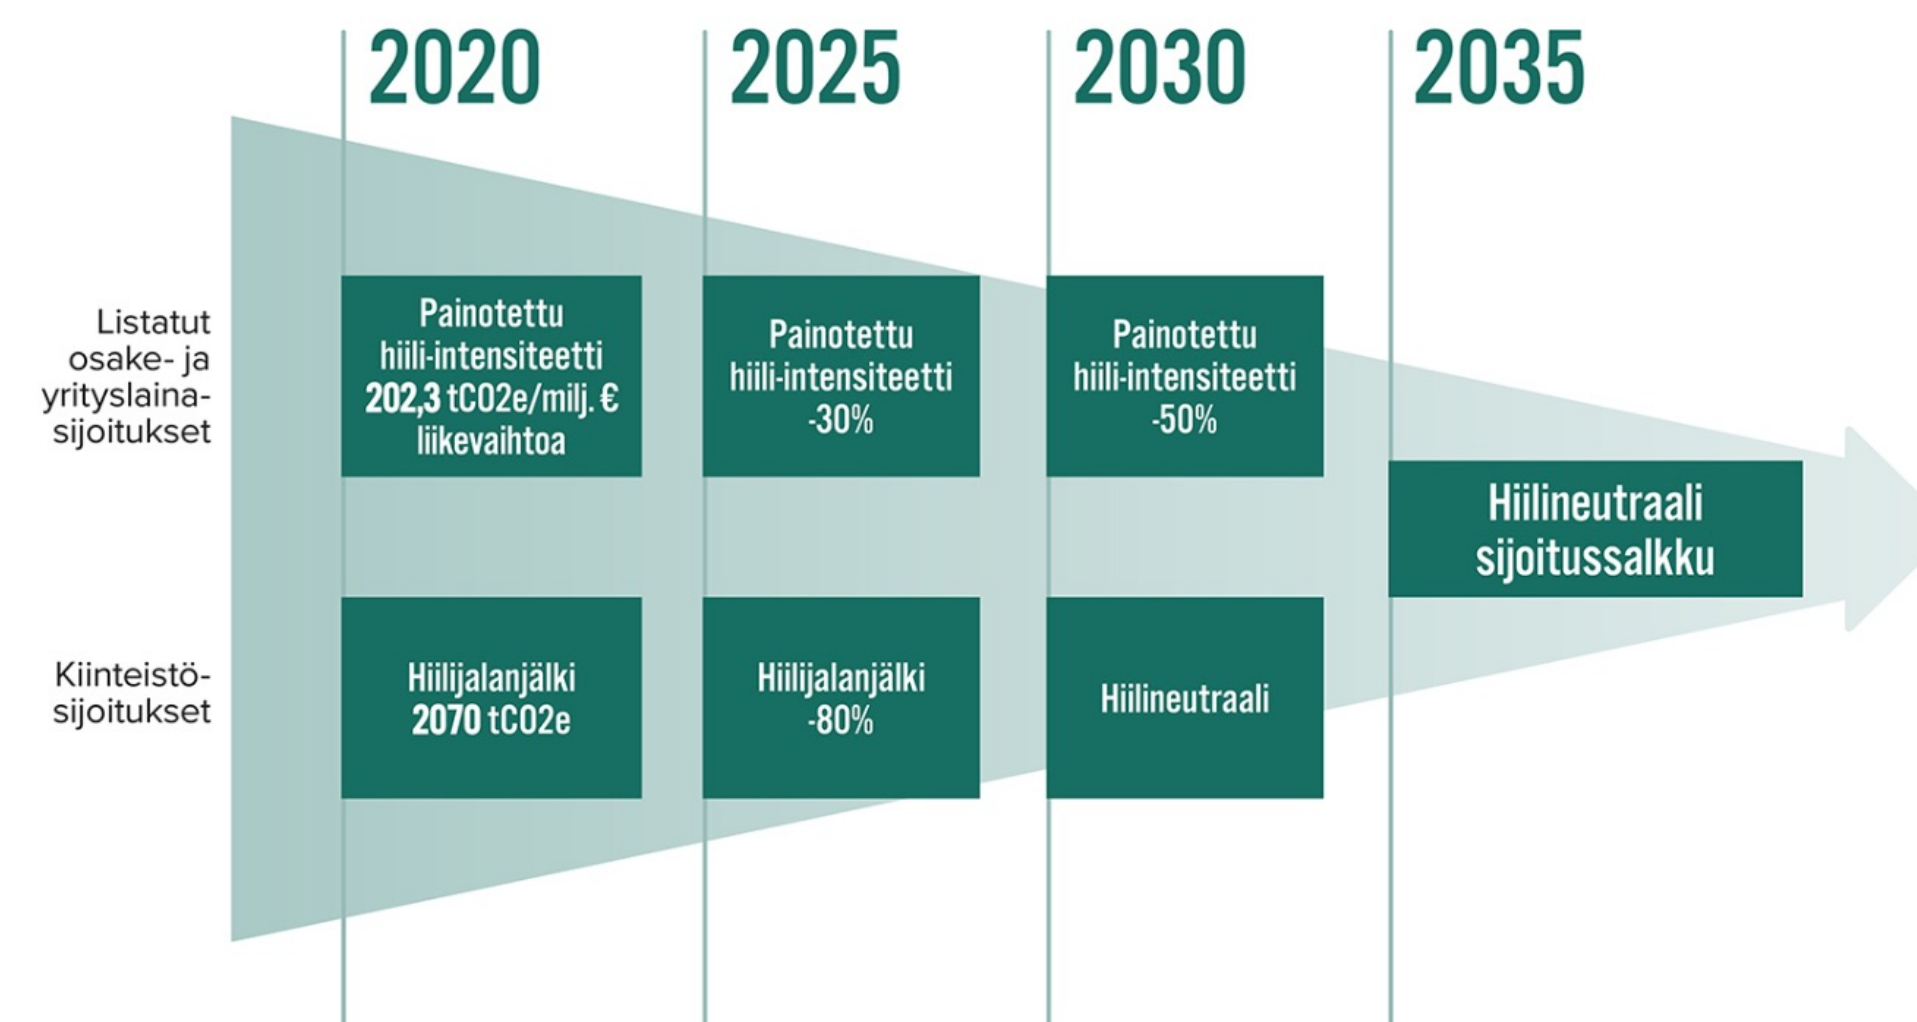 2020
2025
2030
2035
Listatut
osake- ja
yrityslaina-
sijoitukset
Painotettu
hiili-intensiteetti
202,3 tCO2e/milj. €
liikevaihtoa
Painotettu
hiili-intensiteetti
-30%
Painotettu
hiili-intensiteetti
-50%
Hiilineutraali
sijoitussalkku
Kiinteistö-
sijoitukset
Hiilijalanjälki
2070 tCO2e
Hiilijalanjälki
-80%
Hiilineutraali